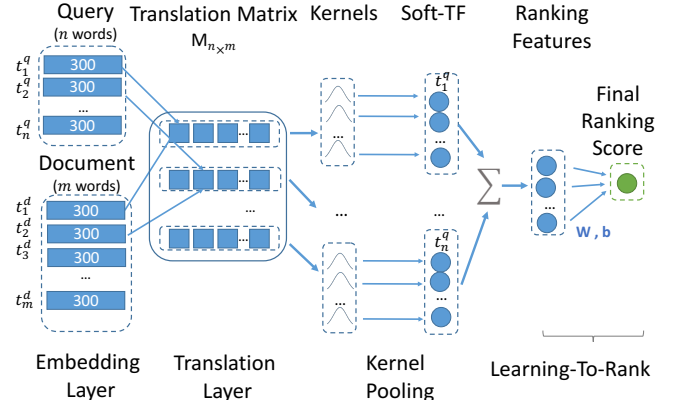 Query
(n words)
t_1^q 300
t_2^q 300
...
t_n^q 300
Document
(m words)
t_1^d 300
t_2^d 300
t_3^d 300
...
t_m^d 300
Translation Matrix
M_{n×m}
...
...
...
...
Kernels
...
...
...
Soft-TF
t_1^q
...
...
t_n^q
...
Σ
Ranking
Features
...
W , b
Final
Ranking
Score
Embedding
Layer
Translation
Layer
Kernel
Pooling
Learning-To-Rank